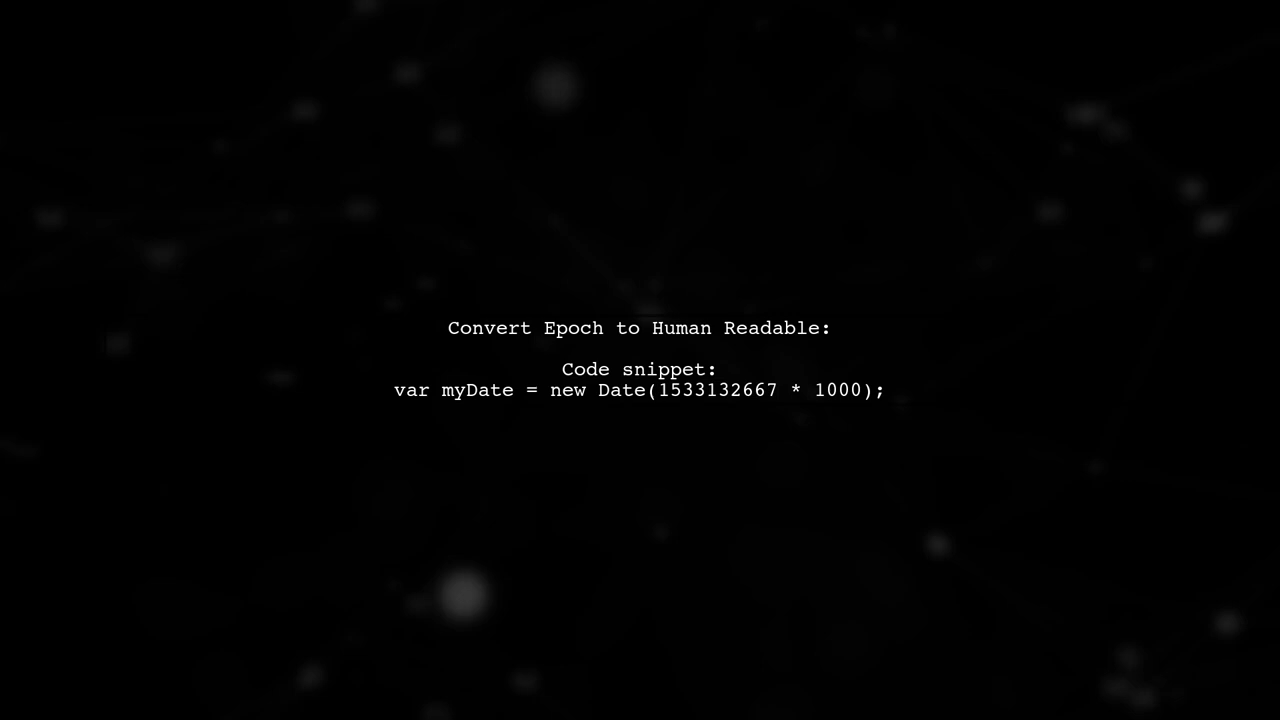 Convert Epoch to Human Readable:
Code snippet:
var myDate = new Date(1533132667 * 1000);